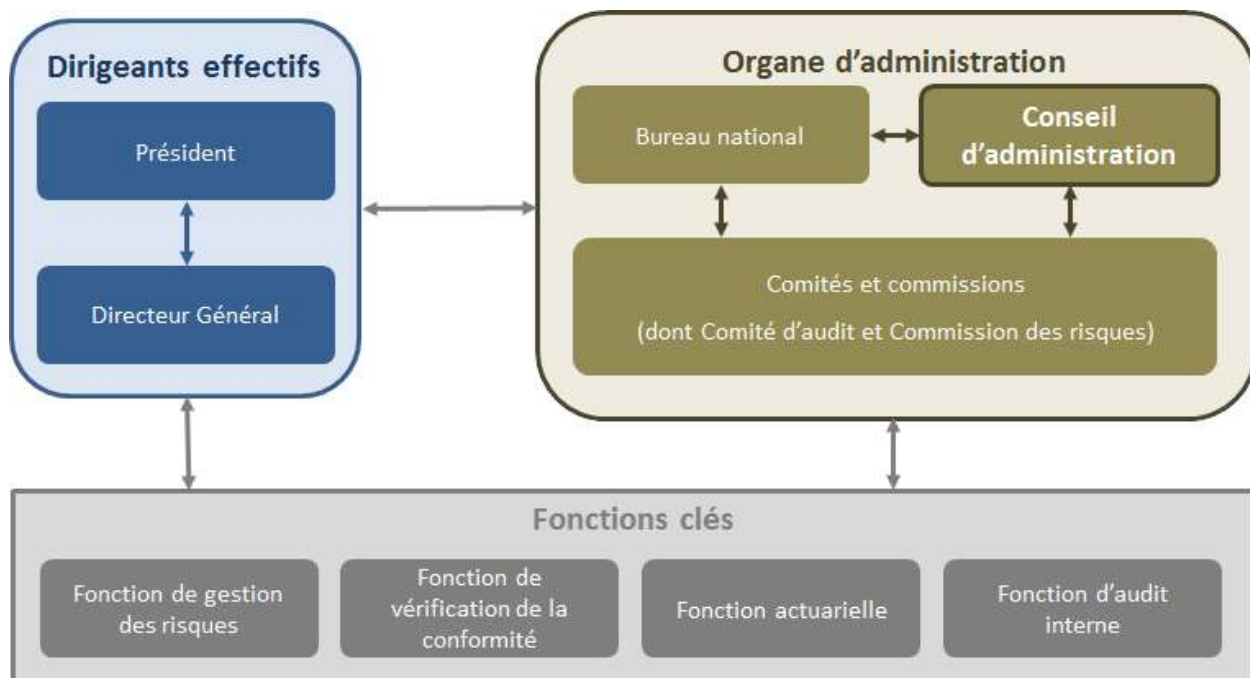 Dirigeants effectifs
Président
Directeur Général
Organe d’administration
Bureau national
Conseil
d’administration
Comités et commissions
(dont Comité d’audit et Commission des risques)
Fonctions clés
Fonction de gestion
des risques
Fonction de
vérification de la
conformité
Fonction actuarielle
Fonction d’audit
interne